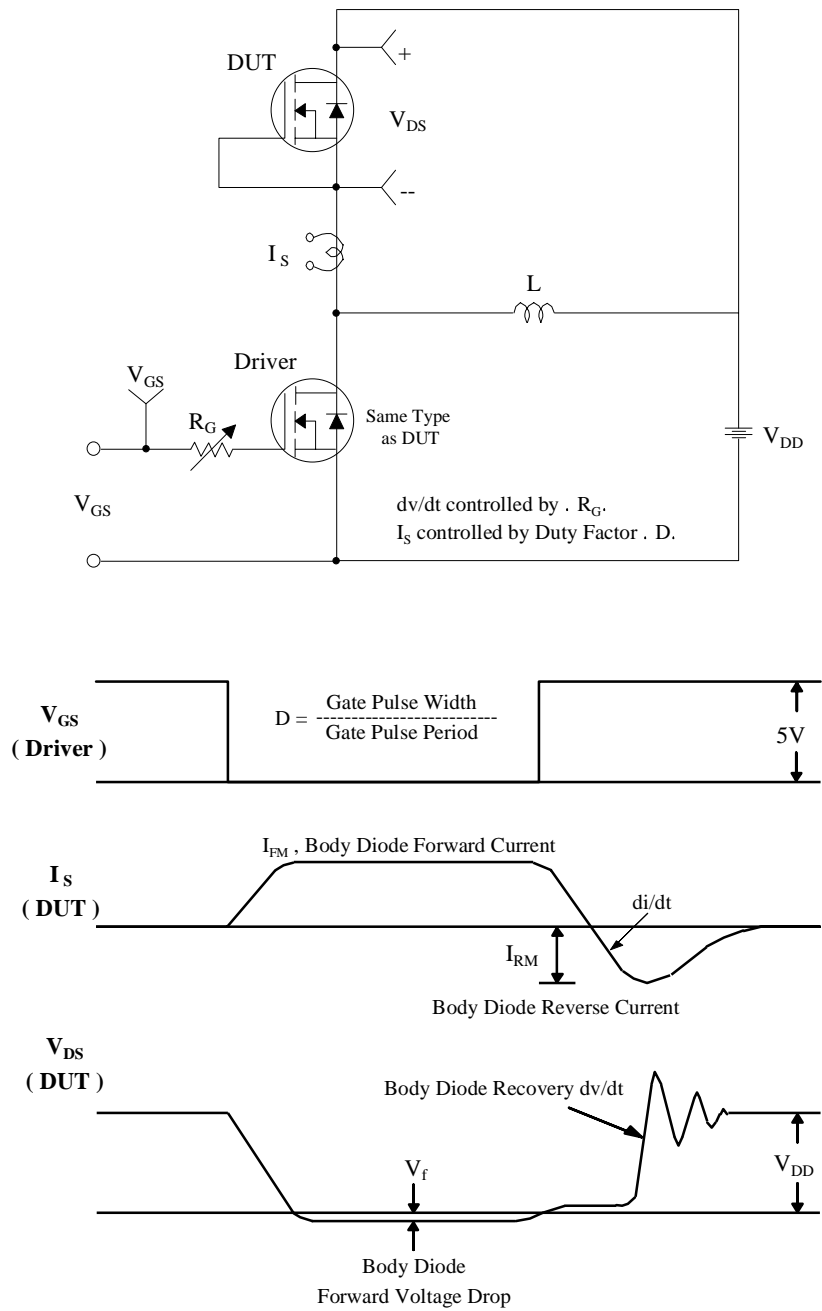 DUT
+
V_DS
--
I_S
L
Driver
V_GS
R_G
Same Type
as DUT
V_DD
V_GS
dv/dt controlled by . R_G.
I_S controlled by Duty Factor . D.
V_GS
( Driver )
D = Gate Pulse Width
--------------------------
Gate Pulse Period
5V
I_FM , Body Diode Forward Current
I_S
( DUT )
di/dt
I_RM
Body Diode Reverse Current
V_DS
( DUT )
Body Diode Recovery dv/dt
V_f
V_DD
Body Diode
Forward Voltage Drop